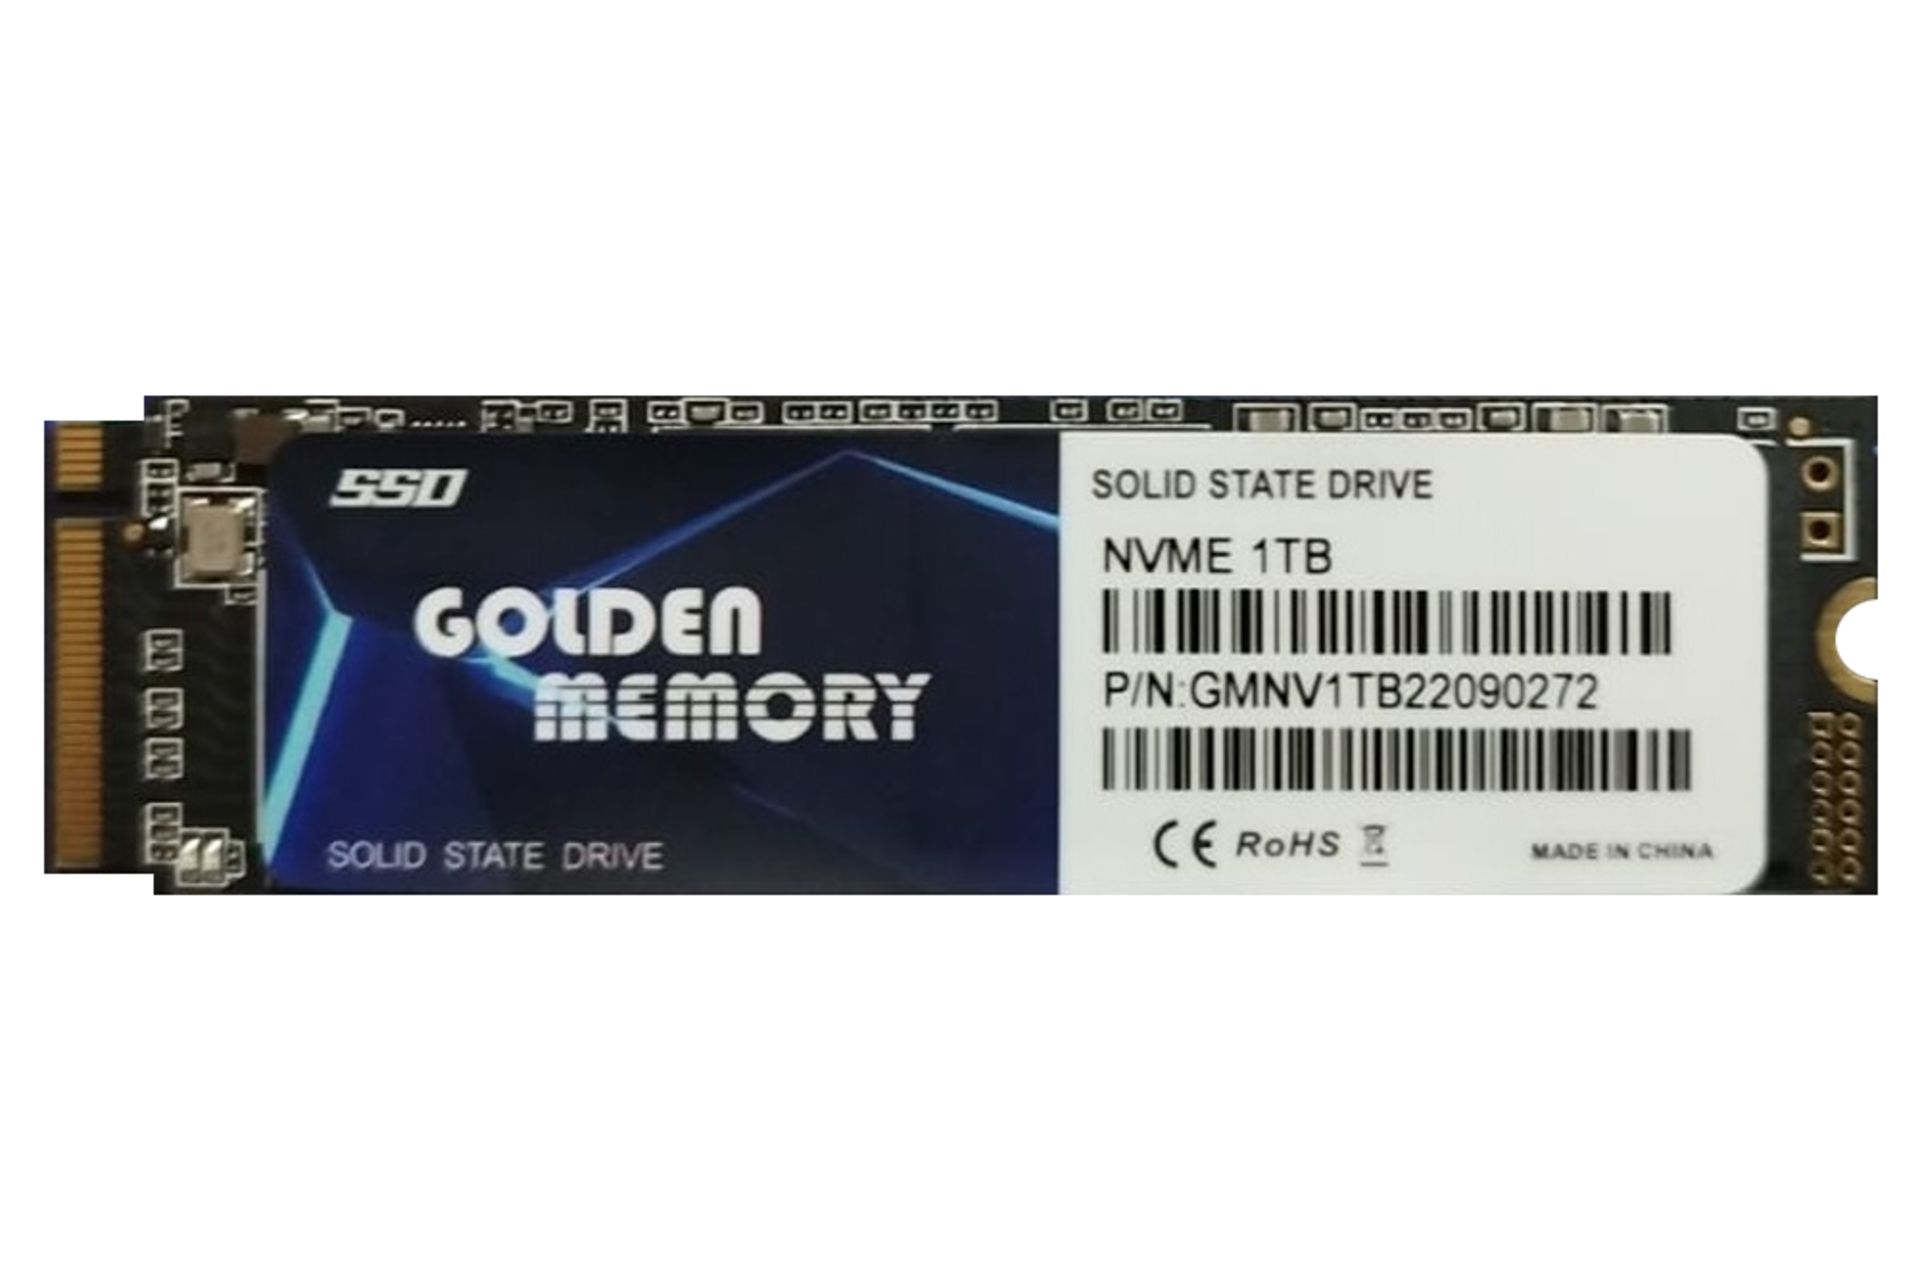 SSD
GOLDEN
MEMORY
SOLID STATE DRIVE
SOLID STATE DRIVE
NVME 1TB
P/N:GMNV1TB22090272
CE RoHS
MADE IN CHINA